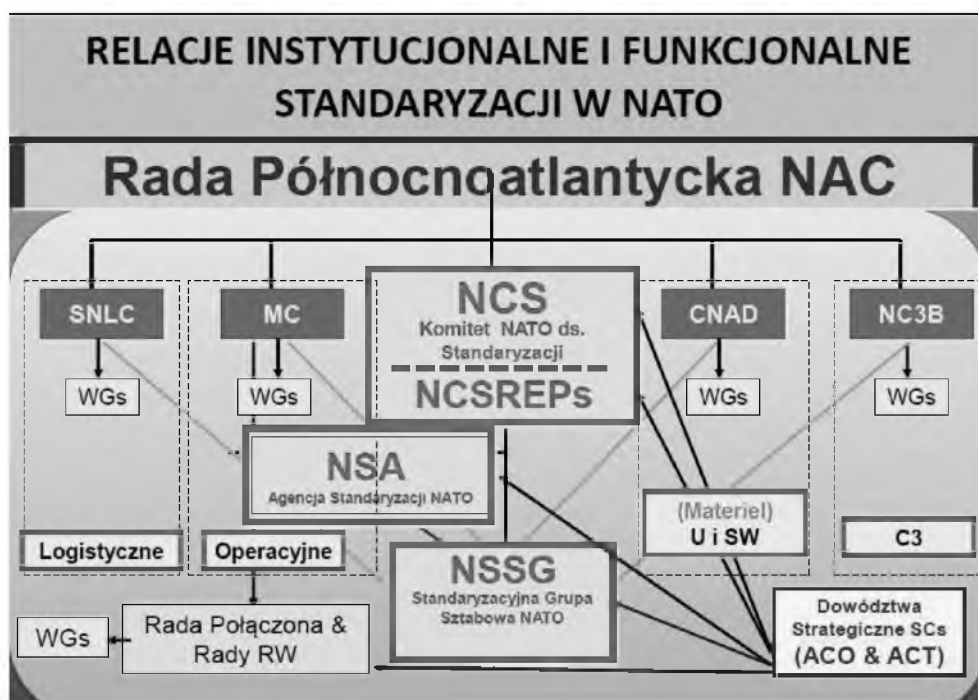 RELACJE INSTYTUCJONALNE I FUNKCJONALNE
STANDARYZACJI W NATO
Rada Północnoatlantycka NAC
SNLC
MC
NCS
Komitet NATO ds.
Standaryzacji
NCSREPs
CNAD
NC3B
WGs
WGs
WGs
WGs
NSA
Agencja Standaryzacji NATO
(Materiel)
U i SW
Logistyczne
Operacyjne
C3
NSSG
Standaryzacyjna Grupa
Sztabowa NATO
WGs
Rada Połączona &
Rady RW
Dowództwa
Strategiczne SCs
(ACO & ACT)